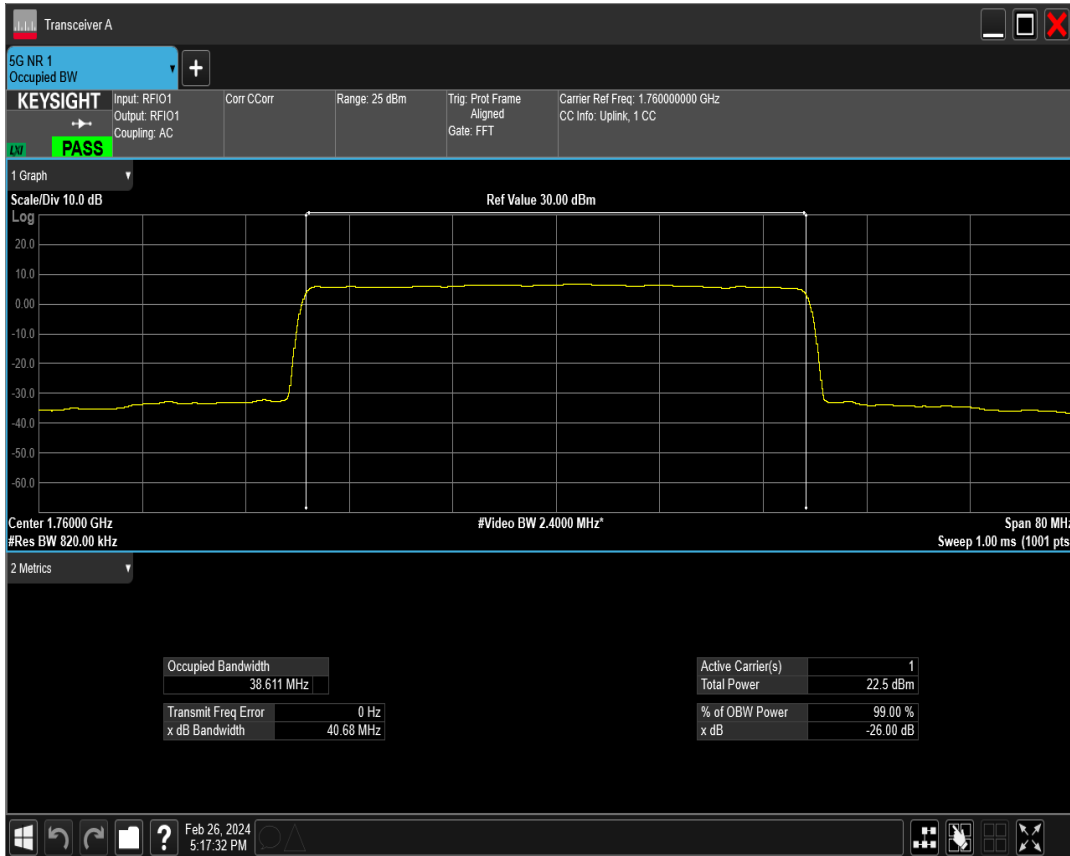 Transceiver A
5G NR 1
Occupied BW
KEYSIGHT
LXI
PASS
Input: RFIO1
Output: RFIO1
Coupling: AC
Corr CCorr
Range: 25 dBm
Trig: Prot Frame
Aligned
Gate: FFT
Carrier Ref Freq: 1.760000000 GHz
CC Info: Uplink, 1 CC
1 Graph
Scale/Div 10.0 dB
Ref Value 30.00 dBm
Log
20.0
10.0
0.00
-10.0
-20.0
-30.0
-40.0
-50.0
-60.0
Center 1.76000 GHz
#Video BW 2.4000 MHz*
Span 80 MHz
#Res BW 820.00 kHz
Sweep 1.00 ms (1001 pts
2 Metrics
Occupied Bandwidth
38.611 MHz
Transmit Freq Error 0 Hz
x dB Bandwidth 40.68 MHz
Active Carrier(s) 1
Total Power 22.5 dBm
% of OBW Power 99.00 %
x dB -26.00 dB
?
Feb 26, 2024
5:17:32 PM